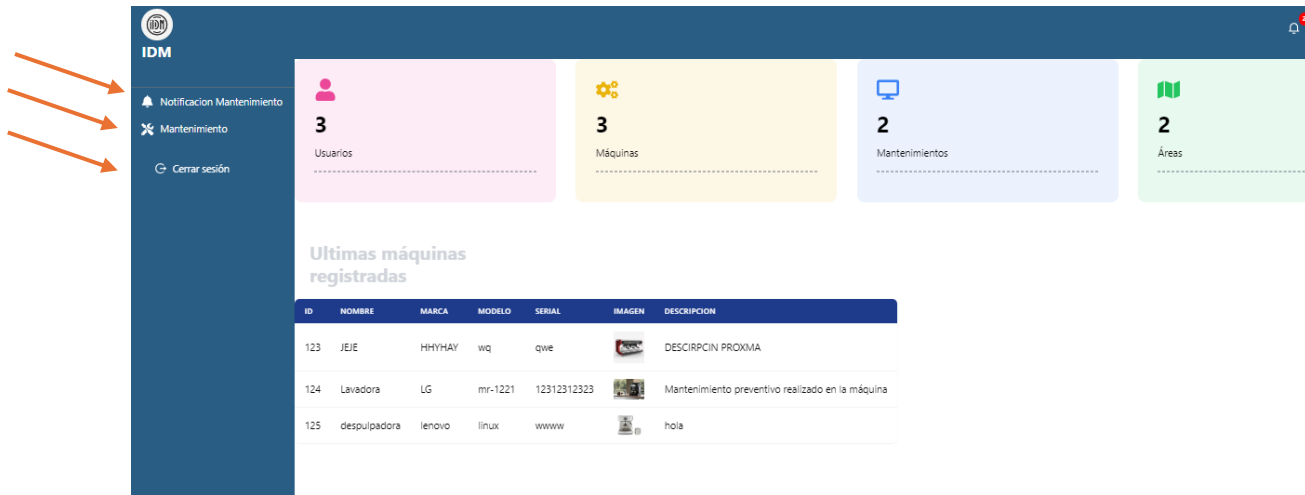 IDM
2
IDM
Notificacion Mantenimiento
Mantenimiento
Cerrar sesión
3
Usuarios
3
Máquinas
2
Mantenimientos
2
Áreas
Ultimas máquinas
registradas
ID NOMBRE MARCA MODELO SERIAL IMAGEN DESCRIPCION
123 JEJE HHYHAY wq qwe DESCIRPCIN PROXMA
124 Lavadora LG mr-1221 12312312323 Mantenimiento preventivo realizado en la máquina
125 despulpadora lenovo linux wwww hola